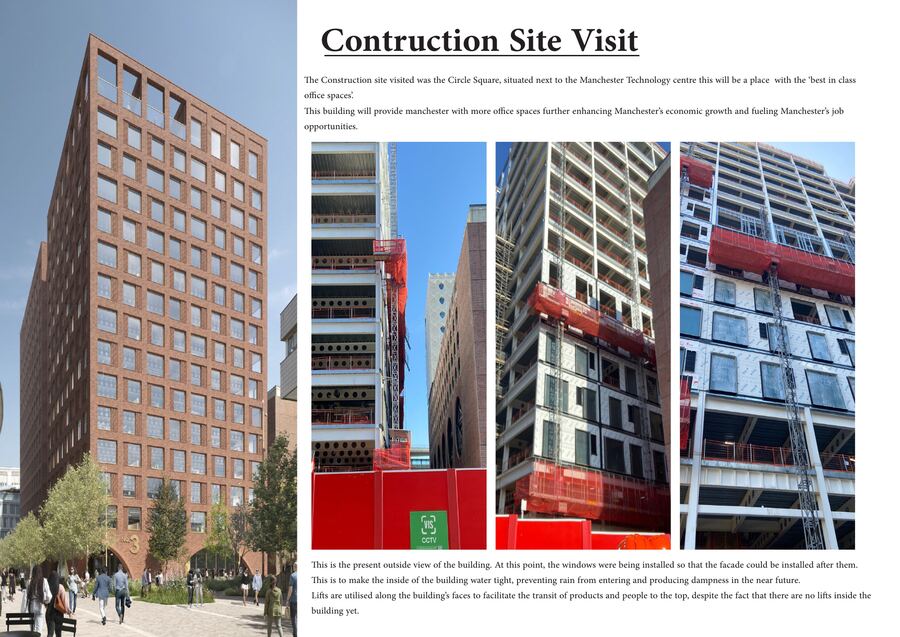 Contruction Site Visit
The Construction site visited was the Circle Square, situated next to the Manchester Technology centre this will be a place with the 'best in class
office spaces'.
This building will provide manchester with more office spaces further enhancing Manchester's economic growth and fueling Manchester's job
opportunities.
3
VIS
CCTV
This is the present outside view of the building. At this point, the windows were being installed so that the facade could be installed after them.
This is to make the inside of the building water tight, preventing rain from entering and producing dampness in the near future.
Lifts are utilised along the building's faces to facilitate the transit of products and people to the top, despite the fact that there are no lifts inside the
building yet.